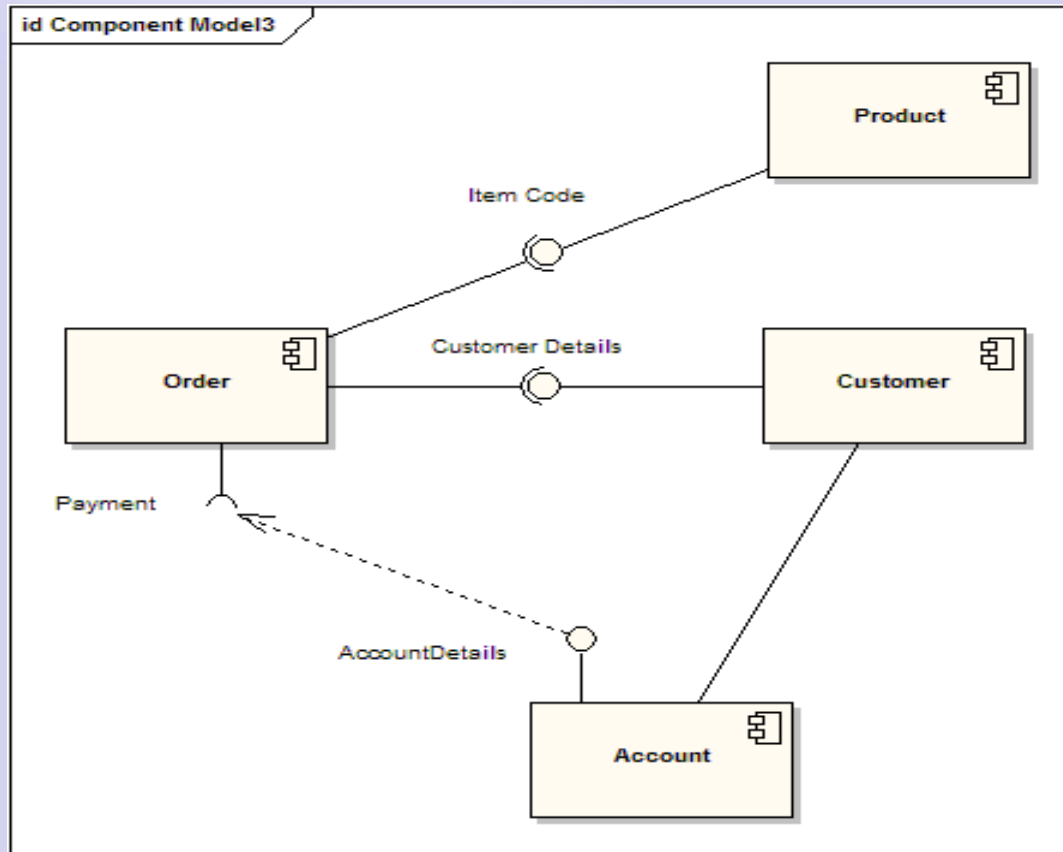 id Component Model3
Product
Item Code
Customer Details
Order
Customer
Payment
AccountDetails
Account